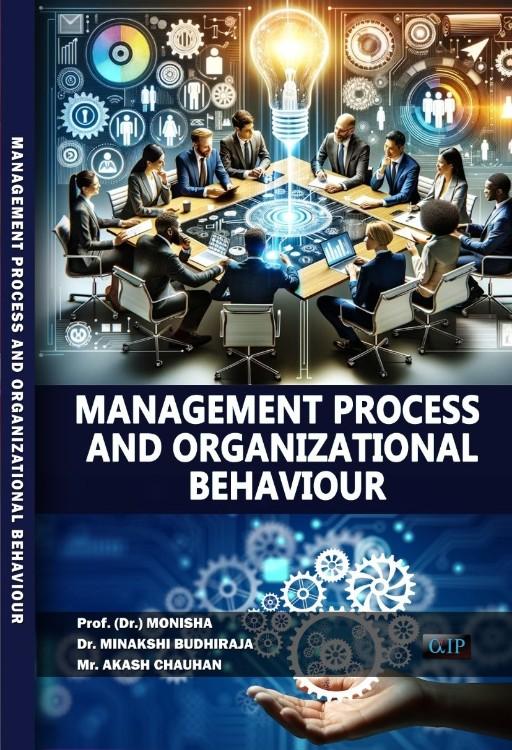 MANAGEMENT PROCESS AND ORGANIZATIONAL BEHAVIOUR
MANAGEMENT PROCESS
AND ORGANIZATIONAL
BEHAVIOUR
Prof. (Dr.) MONISHA
Dr. MINAKSHI BUDHIRAJA
Mr. AKASH CHAUHAN
αIP